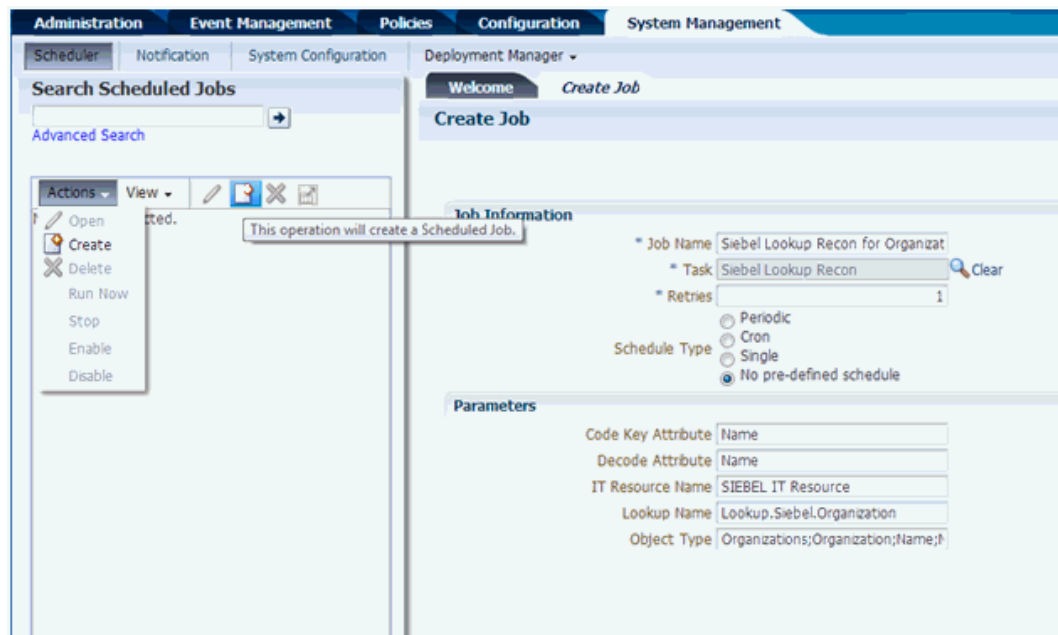 Administration Event Management Policies Configuration System Management
Scheduler Notification System Configuration Deployment Manager
Search Scheduled Jobs
Advanced Search
Actions View
Open
Create
Delete
Run Now
Stop
Enable
Disable
This operation will create a Scheduled Job.
Welcome Create Job
Create Job
Job Information
* Job Name Siebel Lookup Recon for Organizat
* Task Siebel Lookup Recon Clear
* Retries 1
Schedule Type
Periodic
Cron
Single
No pre-defined schedule
Parameters
Code Key Attribute Name
Decode Attribute Name
IT Resource Name SIEBEL IT Resource
Lookup Name Lookup.Siebel.Organization
Object Type Organizations;Organization;Name;